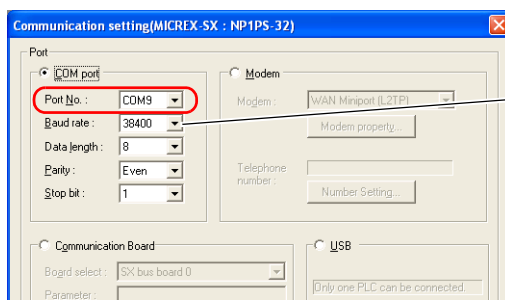 Communication setting(MICREX-SX : NP1PS-32)
Port
COM port
Port No. : COM9
Baud rate : 38400
Data length : 8
Parity : Even
Stop bit : 1
Modem
Modem : WAN Miniport (L2TP)
Modem property...
Telephone
number :
Number Setting...
Communication Board
Board select : SX bus board 0
Parameter :
USB
Only one PLC can be connected.